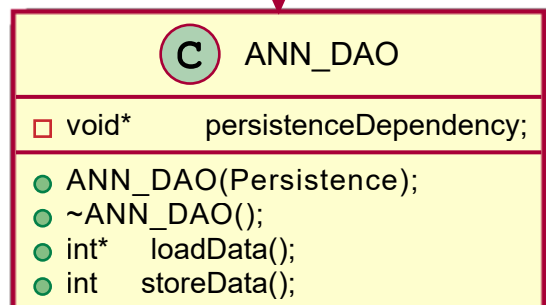 C ANN_DAO
void* persistenceDependency;
ANN_DAO(Persistence);
~ANN_DAO();
int* loadData();
int storeData();